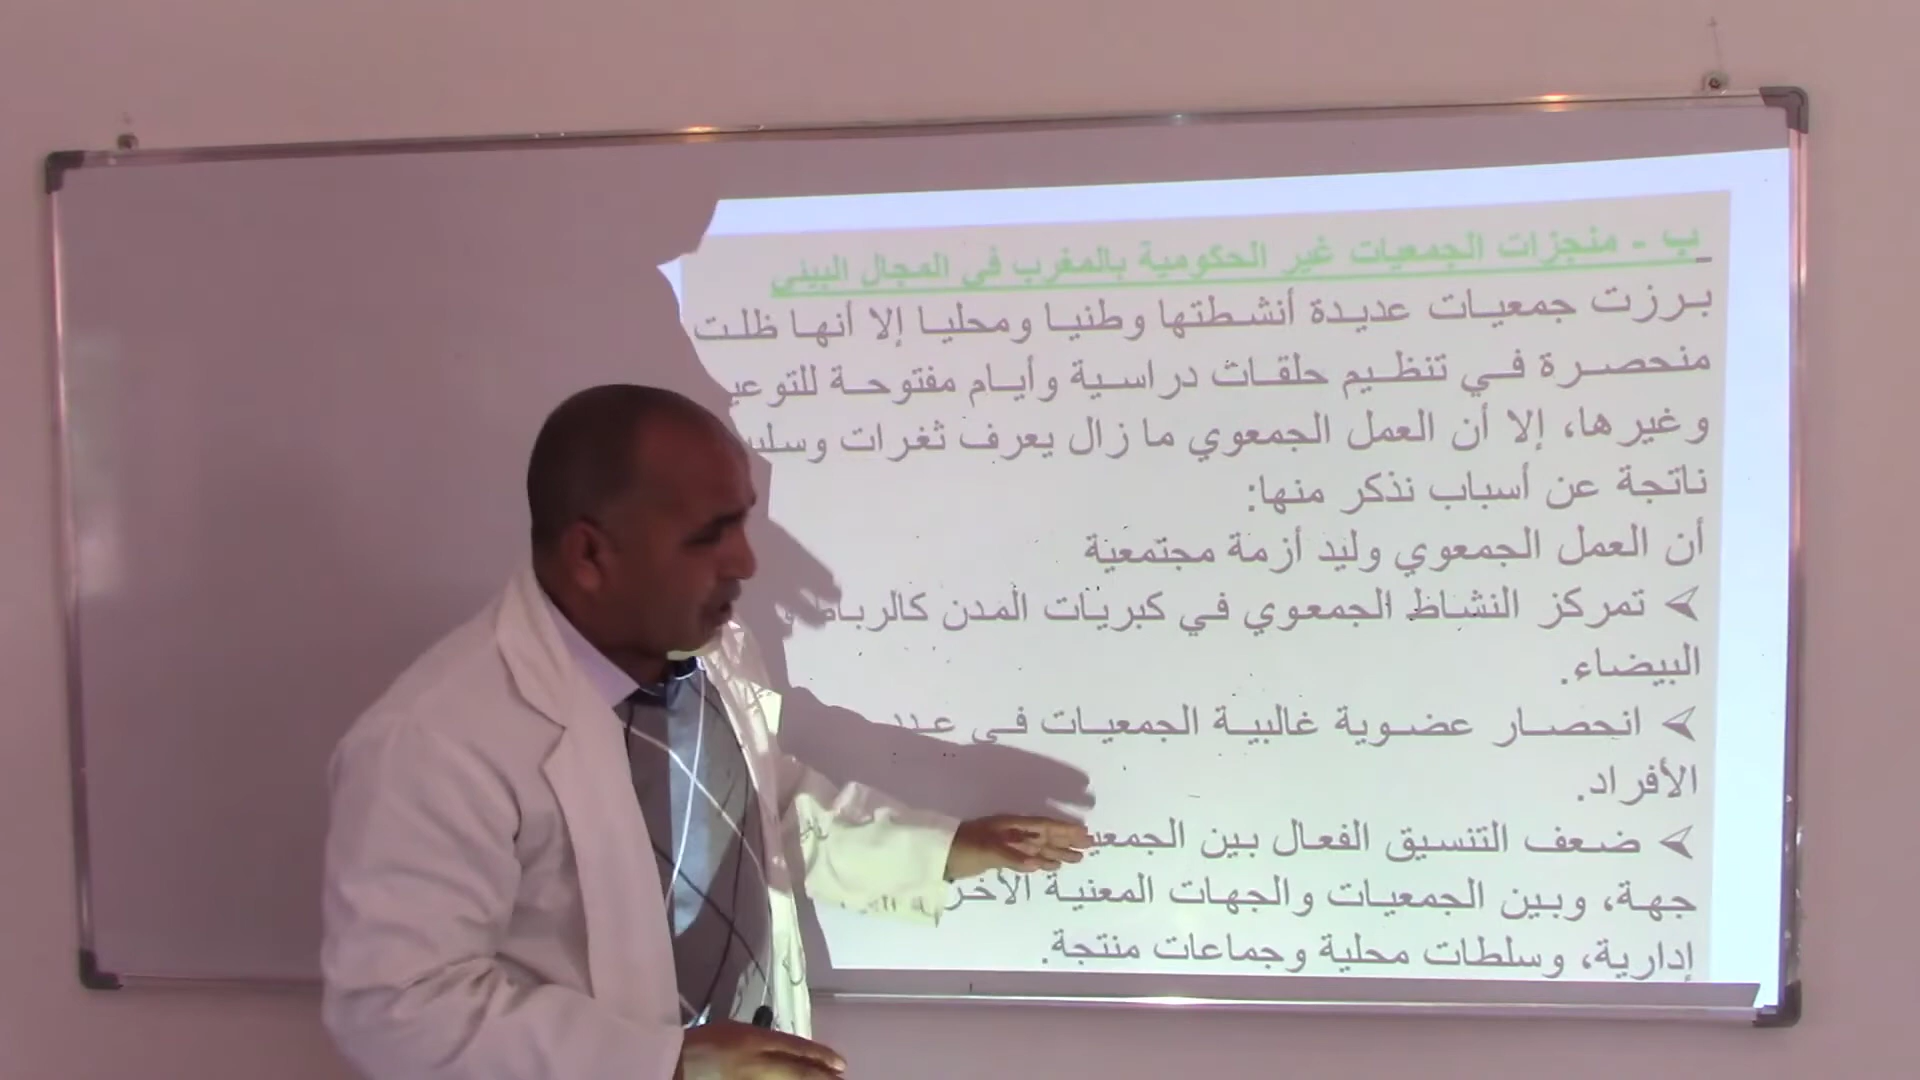 ب - منجزات الجمعيات غير الحكومية بالمغرب في المجال البيئي
برزت جمعيات عديدة أنشطتها وطنيا ومحليا إلا أنها ظلت
منحصرة في تنظيم حلقات دراسية وأيام مفتوحة للتوعي
وغيرها، إلا أن العمل الجمعوي ما زال يعرف ثغرات
ناتجة عن أسباب نذكر منها:
أن العمل الجمعوي وليد أزمة مجتمعية
➢ تمركز النشاط الجمعوي في كبريات المدن كالرباط
البيضاء.
➢ انحصار عضوية غالبية الجمعيات في عدد
الأفراد.
➢ ضعف التنسيق الفعال بين
جهة، وبين الجمعيات والجهات المعنية
إدارية، وسلطات محلية وجماعات منتجة.